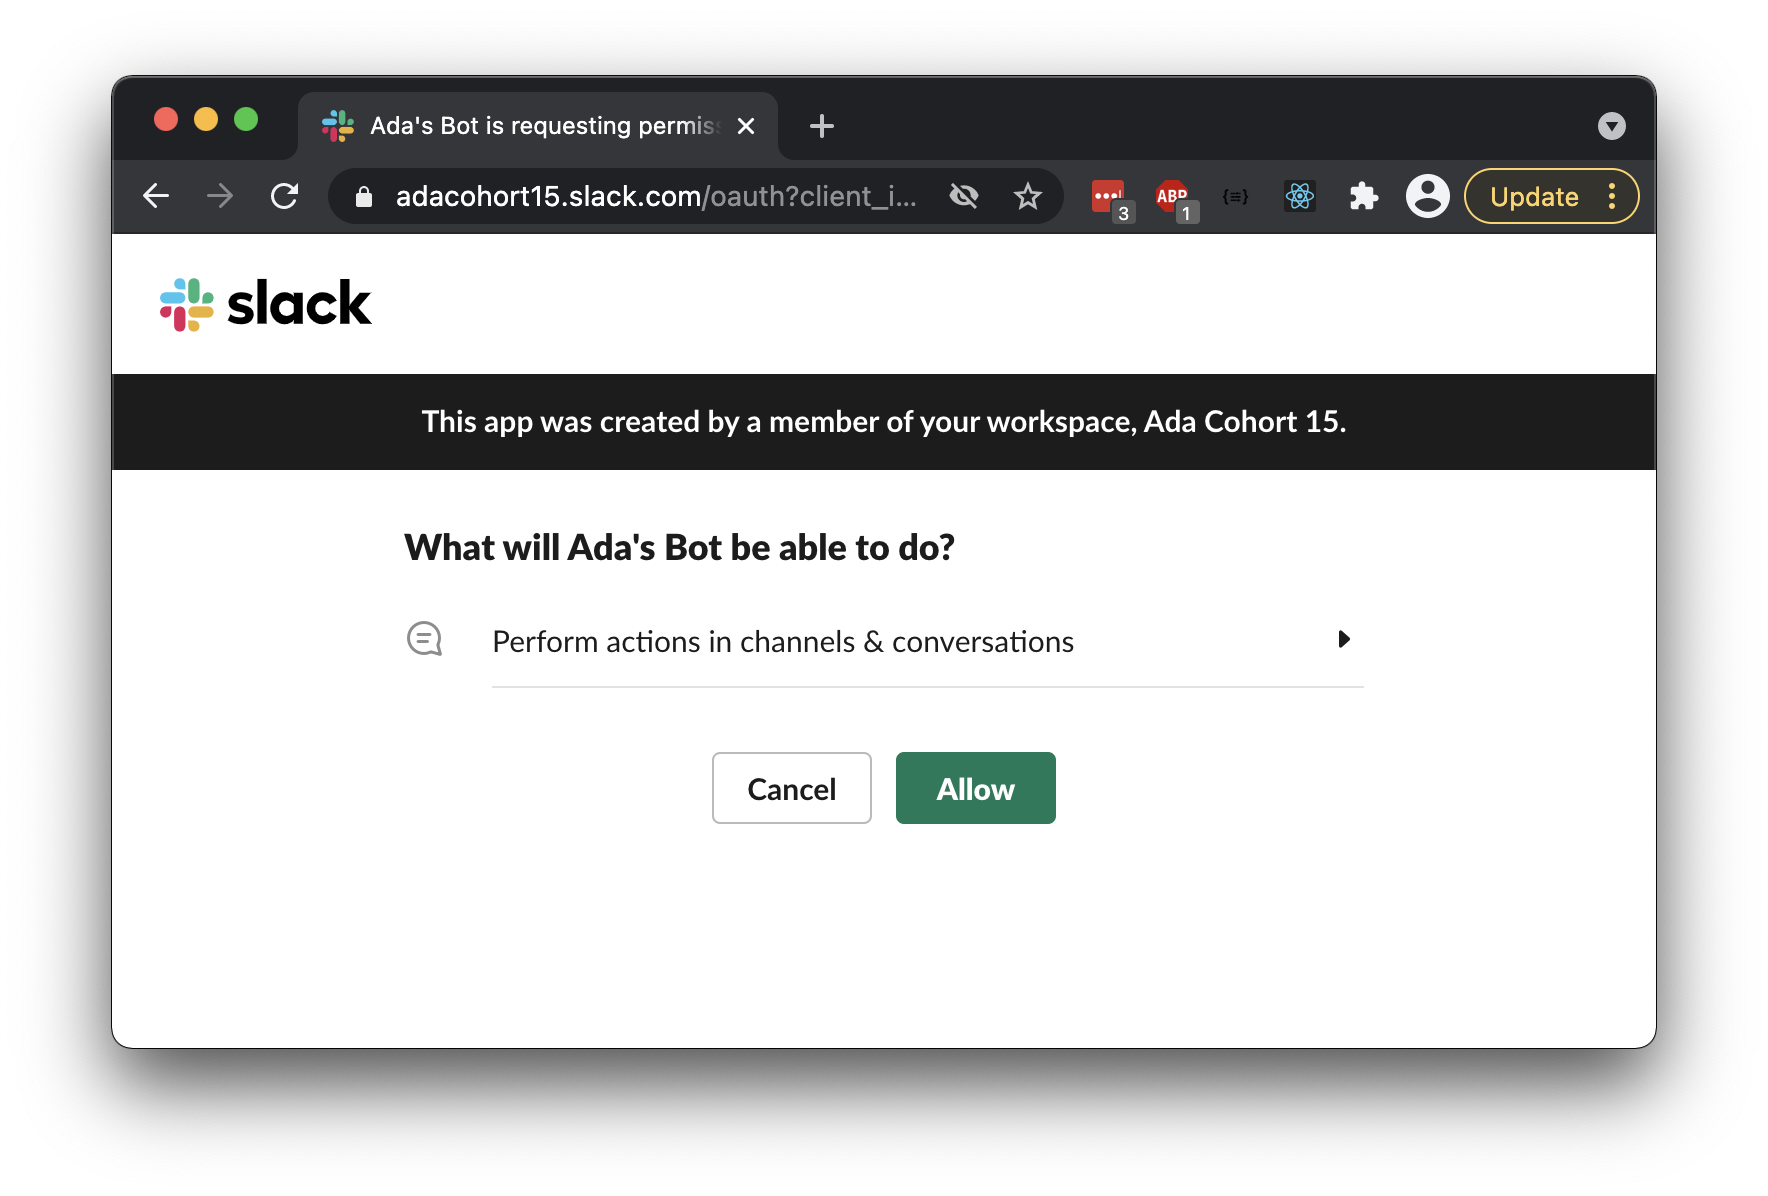 Ada's Bot is requesting permiss
adacohort15.slack.com/oauth?client_i...
3
ABP
1
{≡}
Update
slack
This app was created by a member of your workspace, Ada Cohort 15.
What will Ada's Bot be able to do?
Perform actions in channels & conversations
Cancel
Allow